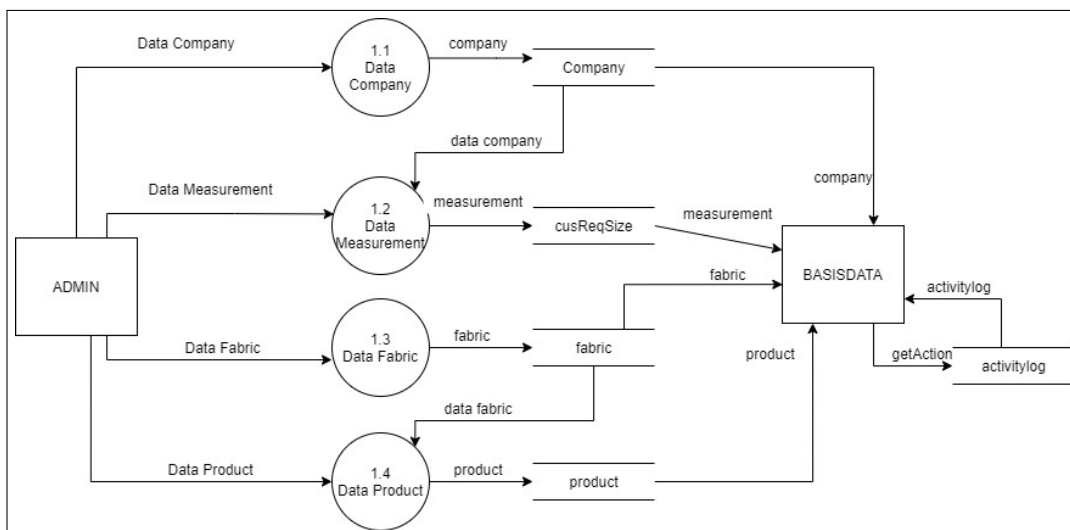 Data Company
1.1
Data
Company
company
Company
data company
company
Data Measurement
1.2
Data
Measurement
measurement
cusReqSize
measurement
ADMIN
BASISDATA
fabric
activitylog
Data Fabric
1.3
Data Fabric
fabric
fabric
product
getAction
activitylog
data fabric
Data Product
1.4
Data Product
product
product